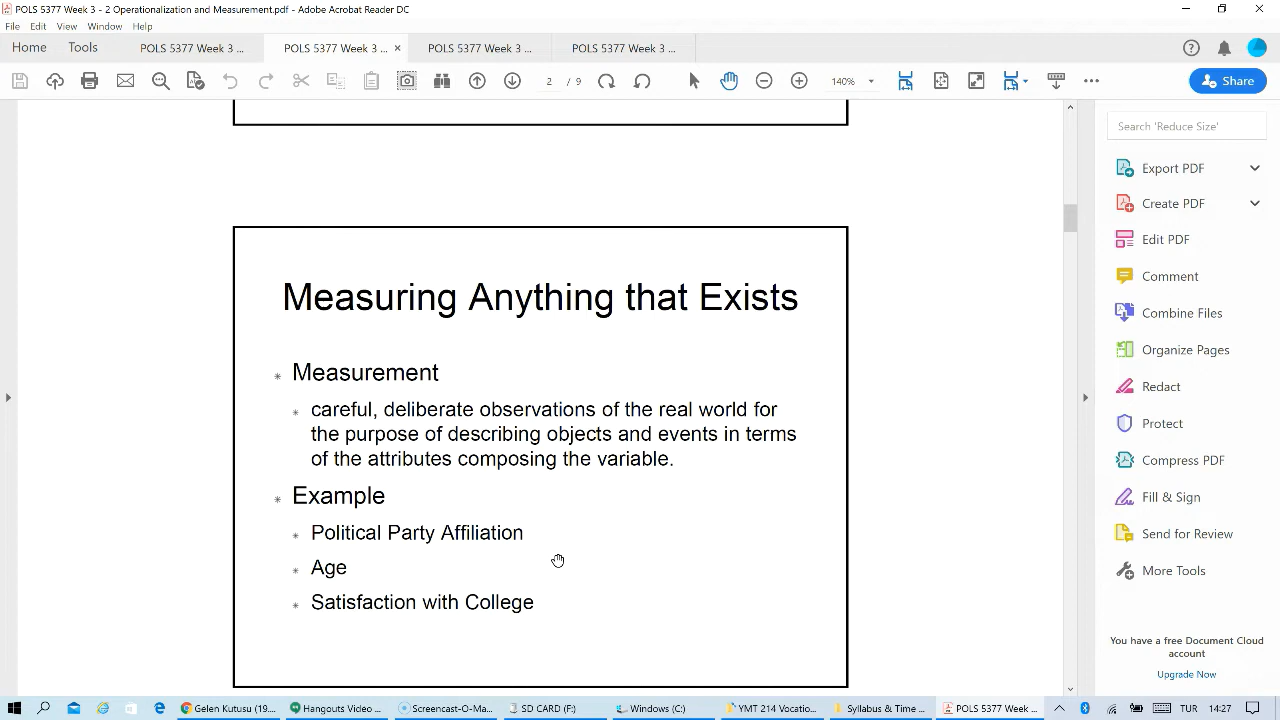 POLS 5377 Week 3 - 2 Operationalization and Measurement.pdf - Adobe Acrobat Reader DC
File Edit View Window Help
Home Tools POLS 5377 Week 3 ... POLS 5377 Week 3 ... × POLS 5377 Week 3 ... POLS 5377 Week 3 ...
2 / 9 140% Share
Search 'Reduce Size'
Export PDF
Create PDF
Edit PDF
Comment
Combine Files
Organize Pages
Redact
Protect
Compress PDF
Fill & Sign
Send for Review
More Tools
You have a free Document Cloud
account
Upgrade Now
Measuring Anything that Exists
* Measurement
* careful, deliberate observations of the real world for
the purpose of describing objects and events in terms
of the attributes composing the variable.
* Example
* Political Party Affiliation
* Age
* Satisfaction with College
Gelen Kutusu (19... Hangouts Video ... Screencast-O-Ma... SD CARD (F:) Windows (C:) YMT 214 Vocatio... Syllabus & Time ... POLS 5377 Week ... TUR 14:27